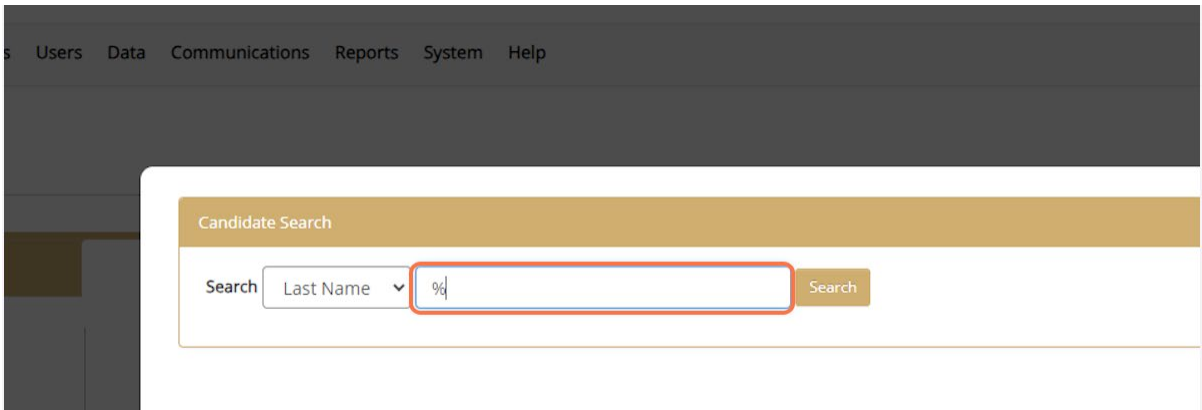 s Users Data Communications Reports System Help
Candidate Search
Search Last Name % Search